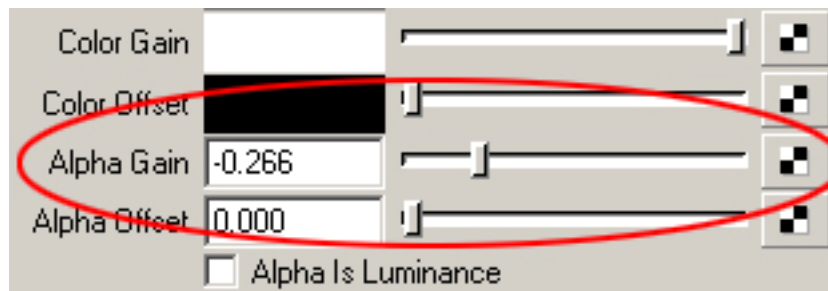 Color Gain
Color Offset
Alpha Gain -0.266
Alpha Offset 0.000
Alpha Is Luminance